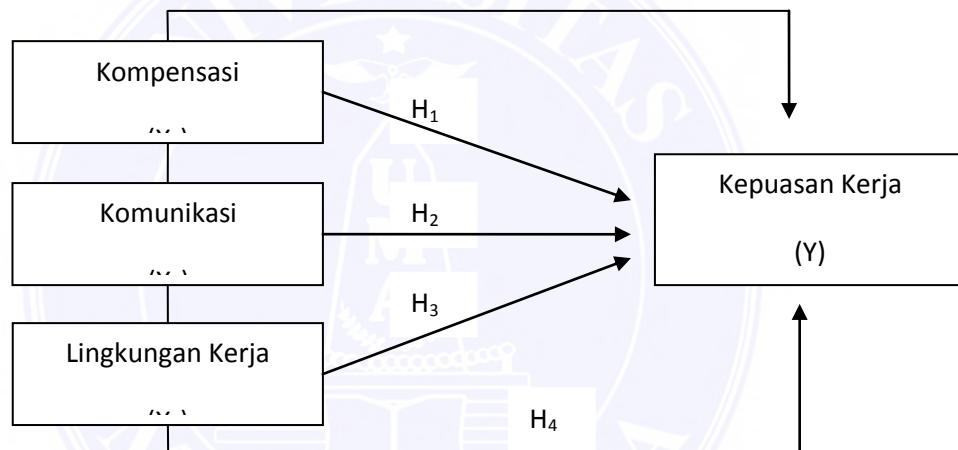 Kompensasi
H₁
Kepuasan Kerja
(Y)
Komunikasi
H₂
H₃
Lingkungan Kerja
H₄